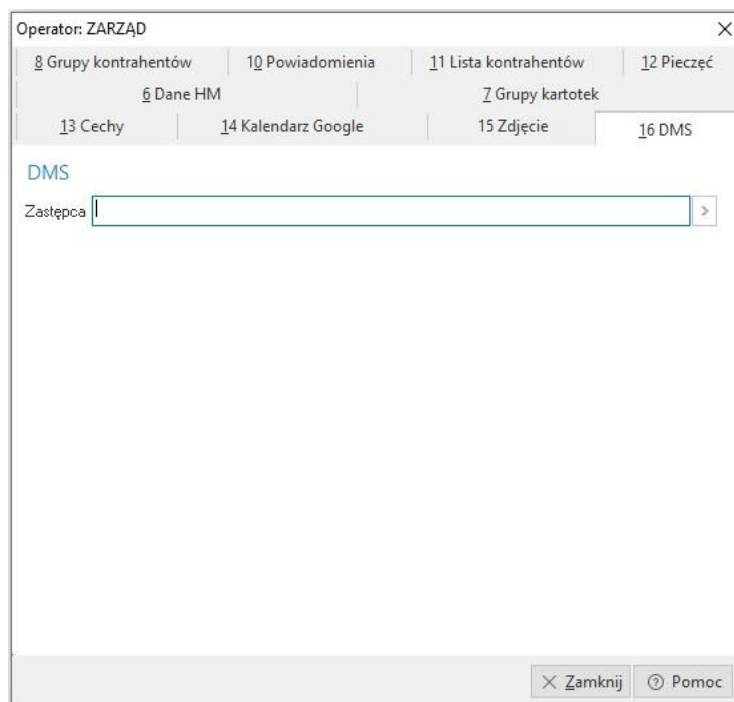 Operator: ZARZĄD
8 Grupy kontrahentów 10 Powiadomienia 11 Lista kontrahentów 12 Pieczęć
6 Dane HM 7 Grupy kartotek
13 Cechy 14 Kalendarz Google 15 Zdjęcie 16 DMS
DMS
Zastępca
Zamknij Pomoc